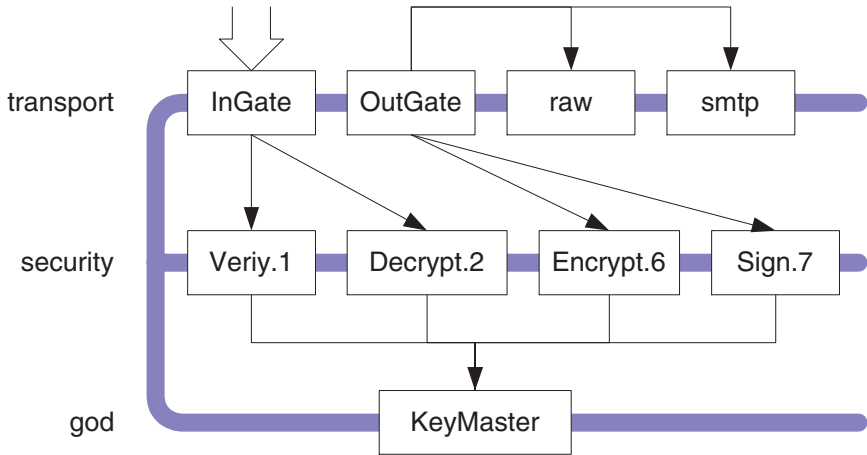 transport InGate OutGate raw smtp
security Veriy.1 Decrypt.2 Encrypt.6 Sign.7
god KeyMaster